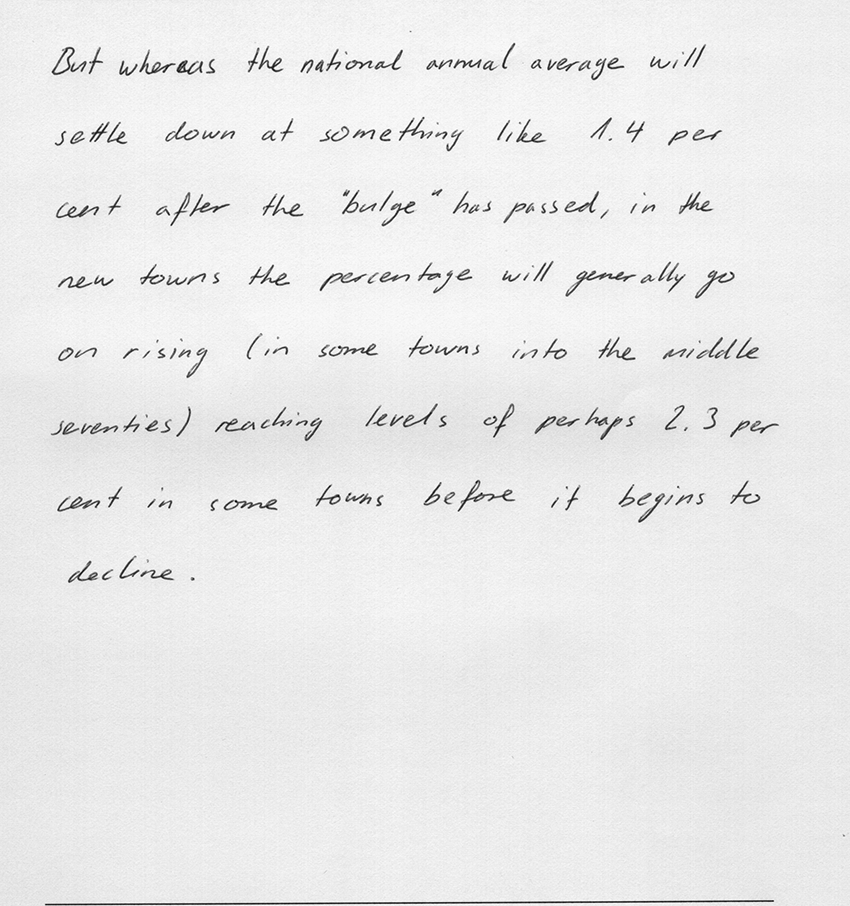 But whereas the national annual average will
settle down at something like 1.4 per
cent after the "bulge" has passed, in the
new towns the percentage will generally go
on rising (in some towns into the middle
seventies) reaching levels of perhaps 2.3 per
cent in some towns before it begins to
decline.